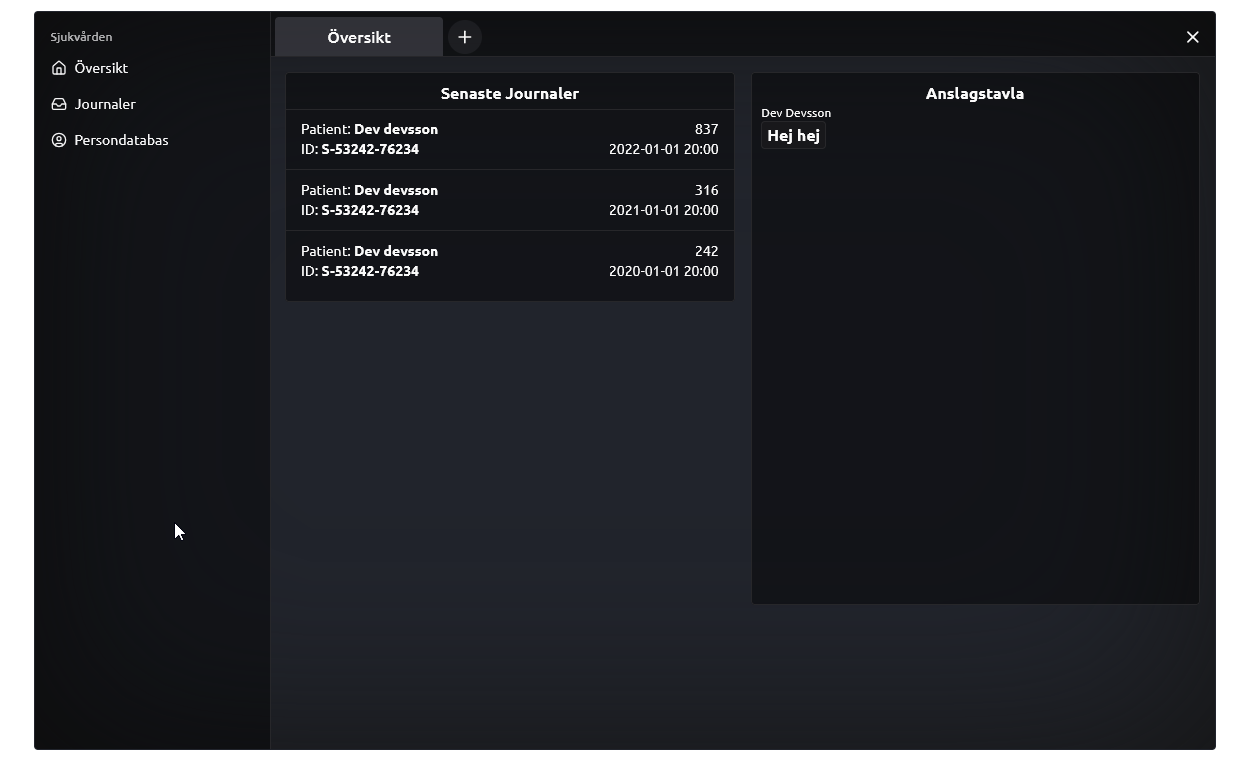 Sjukvården
Översikt
Journaler
Persondatabas
Översikt
Senaste Journaler
Patient: Dev devsson 837
ID: S-53242-76234 2022-01-01 20:00
Patient: Dev devsson 316
ID: S-53242-76234 2021-01-01 20:00
Patient: Dev devsson 242
ID: S-53242-76234 2020-01-01 20:00
Anslagstavla
Dev Devsson
Hej hej